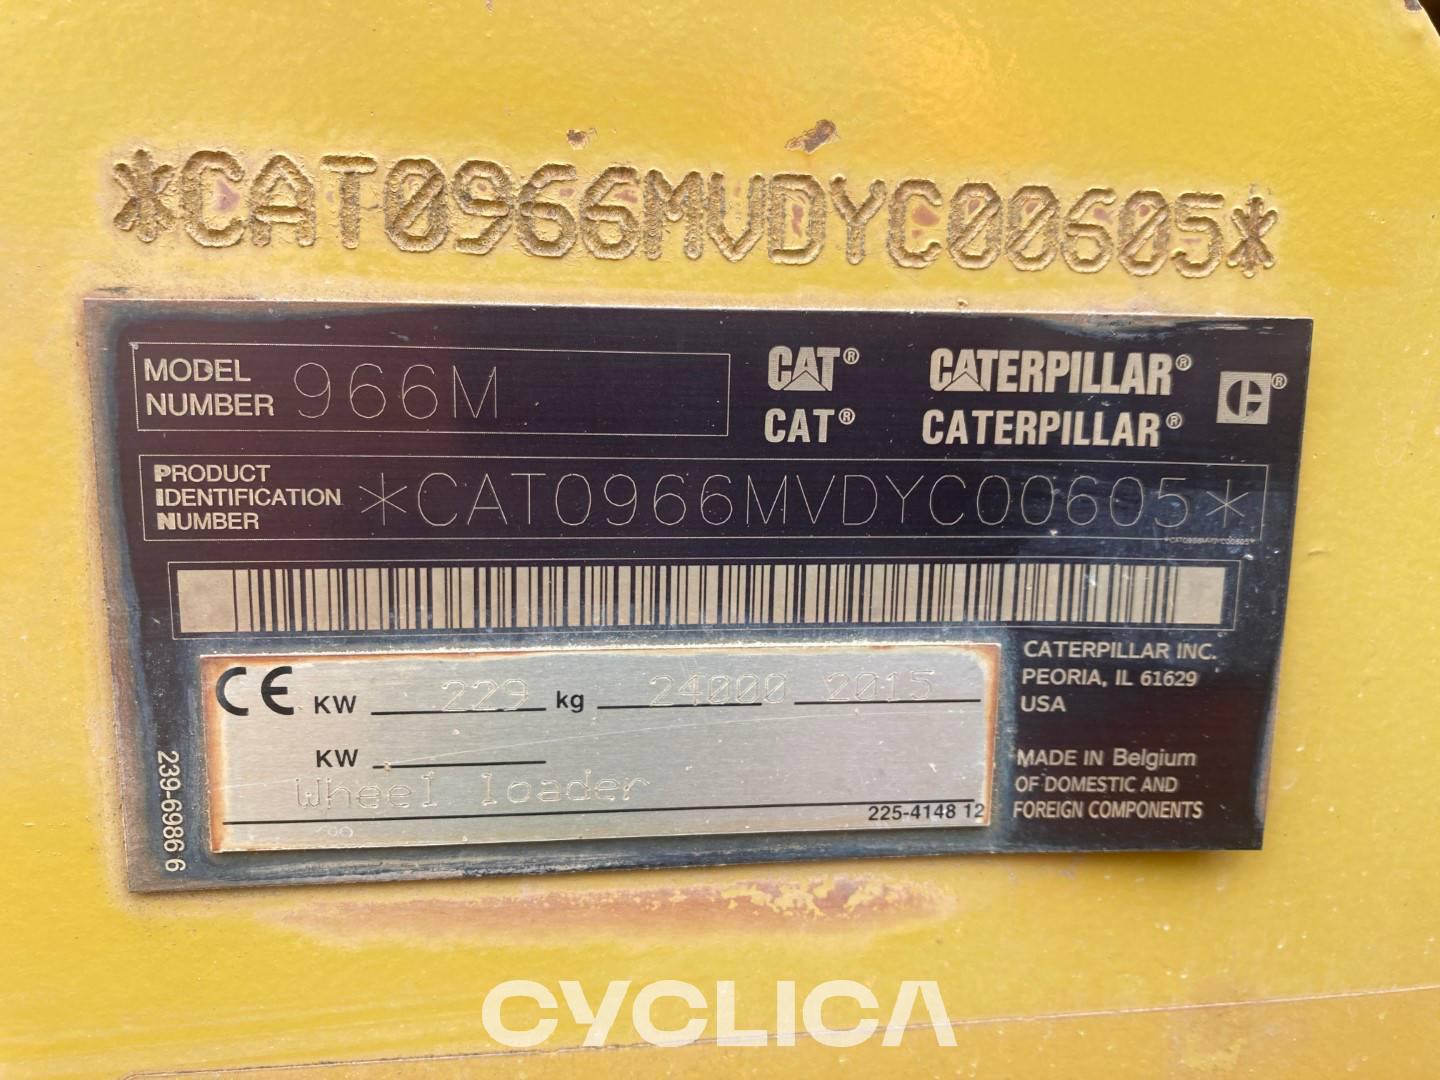 *CAT0966MVDYC00605*
MODEL NUMBER 966M
CAT® CATERPILLAR®
CAT® CATERPILLAR®
PRODUCT IDENTIFICATION NUMBER *CAT0966MVDYC00605*
*CAT0966MVDYC00605*
CATERPILLAR INC.
PEORIA, IL 61629
USA
MADE IN Belgium
OF DOMESTIC AND
FOREIGN COMPONENTS
CE KW 229 kg 24000 2015
KW
Wheel loader
225-4148 12
239-6986 6
CYCLICA